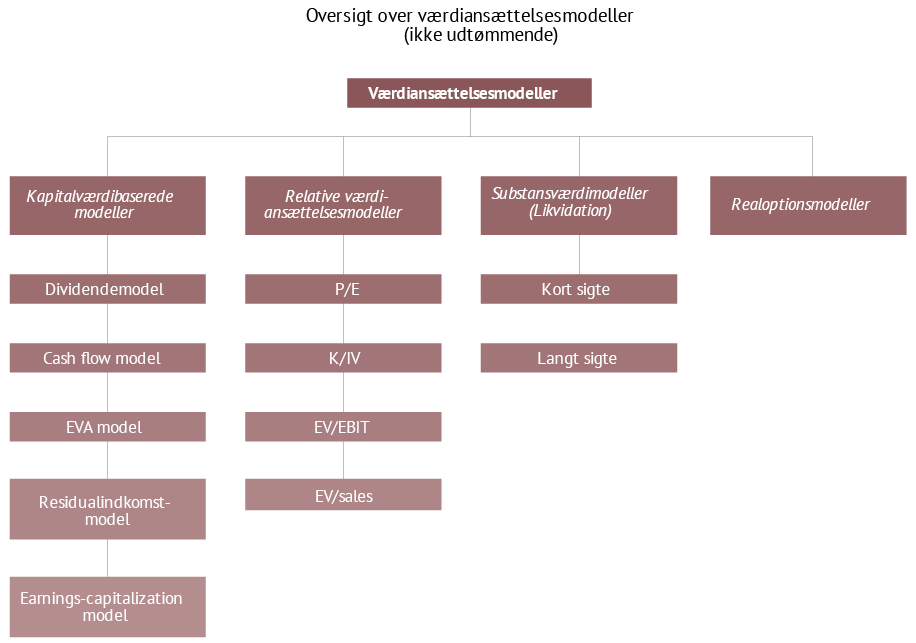 Oversigt over værdiansættelsesmodeller
(ikke udtømmende)
Værdiansættelsesmodeller
Kapitalværdibaserede
modeller
Relative værdi-
ansættelsesmodeller
Substansværdimodeller
(Likvidation)
Realoptionsmodeller
Dividendemodel
P/E
Kort sigte
Cash flow model
K/IV
Langt sigte
EVA model
EV/EBIT
Residualindkomst-
model
EV/sales
Earnings-capitalization
model